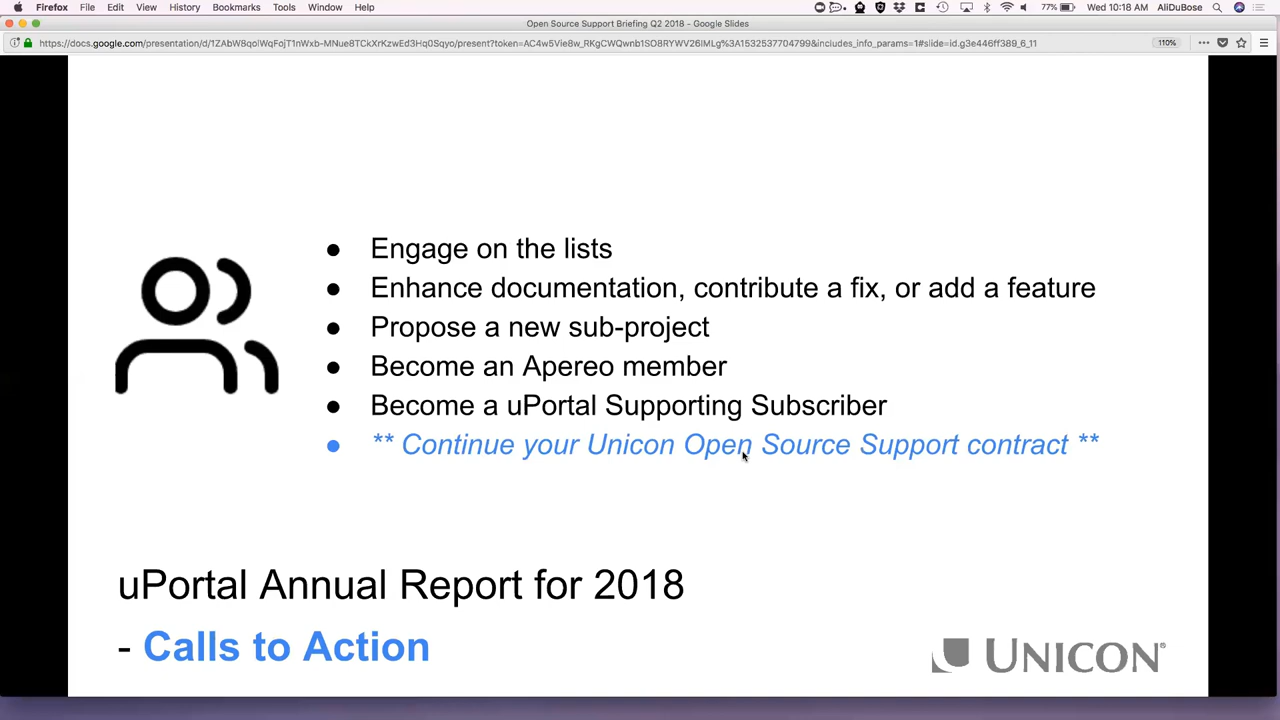 Firefox File Edit View History Bookmarks Tools Window Help 77% Wed 10:18 AM AliDuBose
Open Source Support Briefing Q2 2018 - Google Slides
110%
● Engage on the lists
● Enhance documentation, contribute a fix, or add a feature
● Propose a new sub-project
● Become an Apereo member
● Become a uPortal Supporting Subscriber
● ** Continue your Unicon Open Source Support contract **
uPortal Annual Report for 2018
- Calls to Action
UNICON®